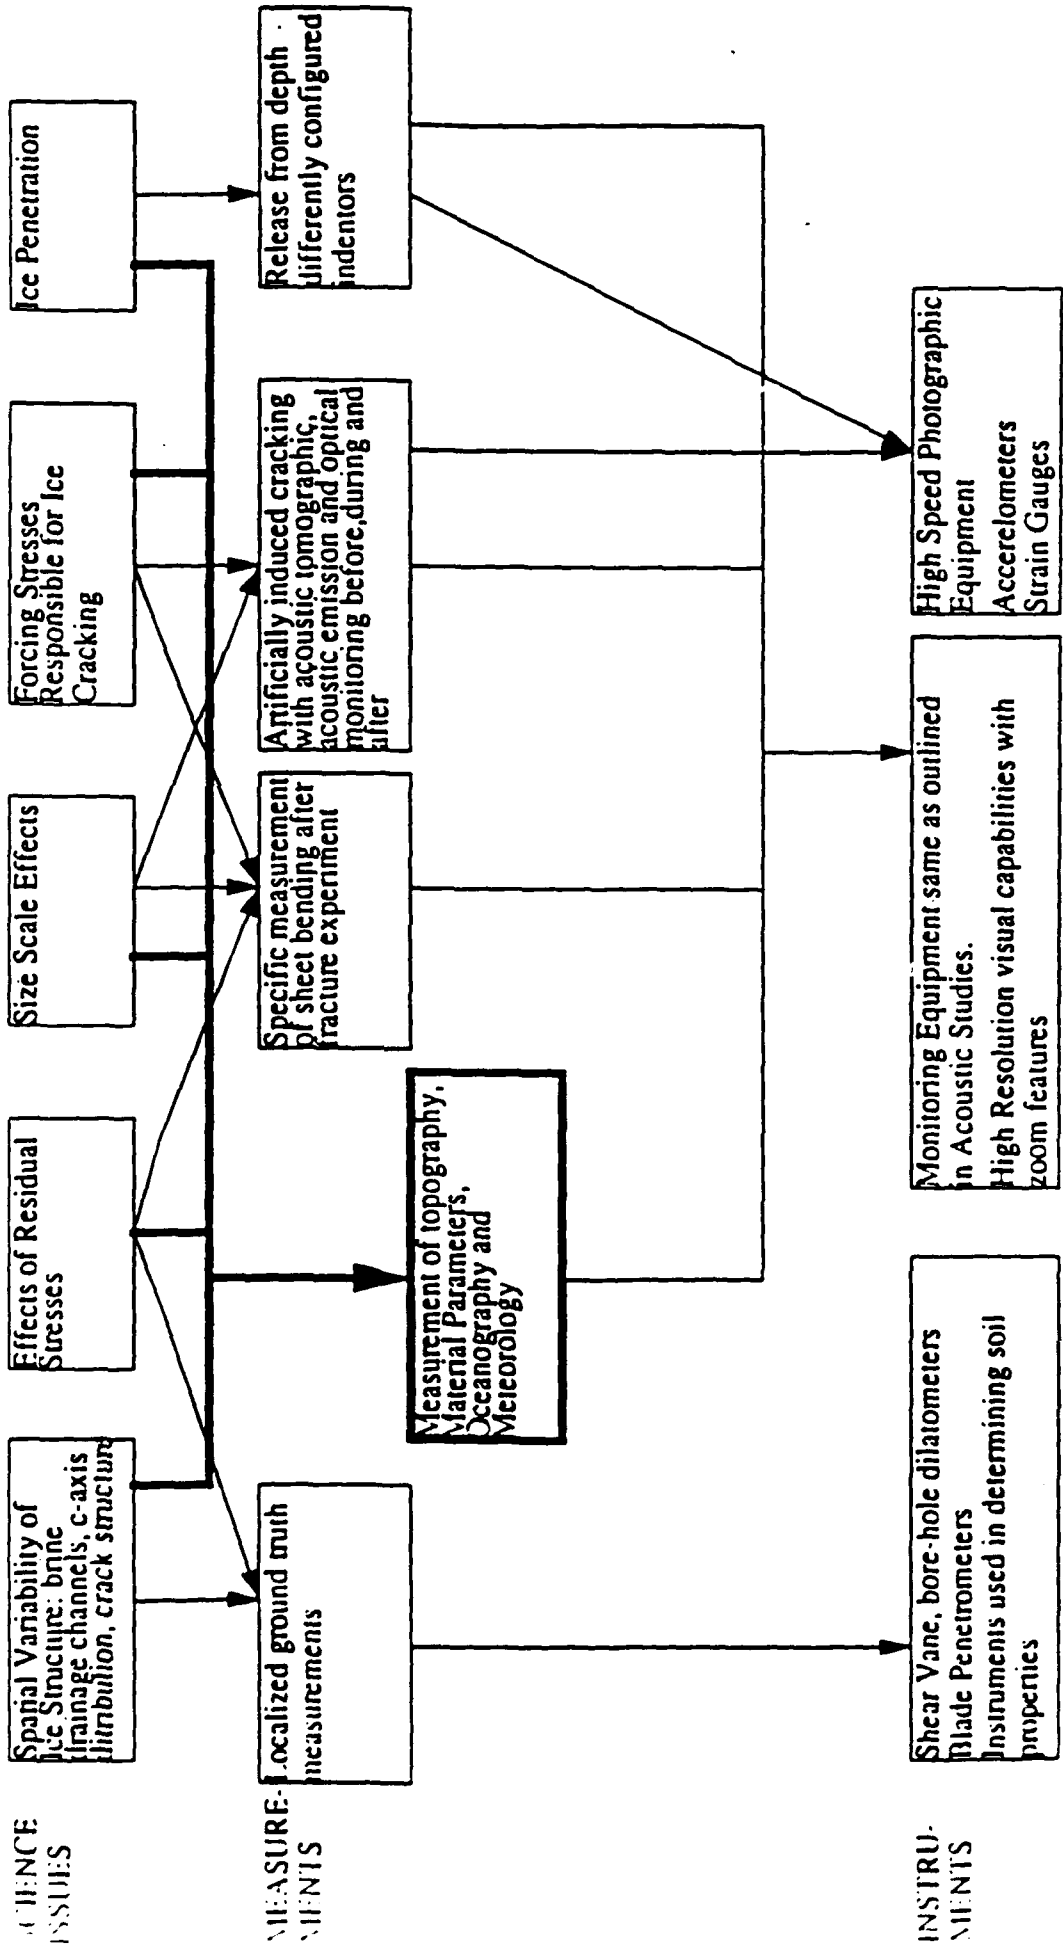 SCIENCE
ISSUES
Spatial Variability of
Ice Structure: brine
drainage channels, c-axis
ditribution, crack structure
Effects of Residual
Stresses
Size Scale Effects
Forcing Stresses
Responsible for Ice
Cracking
Ice Penetration
MEASURE-
MENTS
Localized ground truth
measurements
Measurement of topography,
Material Parameters,
Oceanography and
Meteorology
Specific measurement
of sheet bending after
fracture experiment
Artificially induced cracking
with acoustic tomographic,
acoustic emission and optical
monitoring before,during and
after
Release from depth
differently configured
indentors
INSTRU-
MENTS
Shear Vane, bore-hole dilatometers
Blade Penetrometers
Instruments used in determining soil
properties
Monitoring Equipment same as outlined
in Acoustic Studies.
High Resolution visual capabilities with
zoom features
High Speed Photographic
Equipment
Accerelometers
Strain Gauges